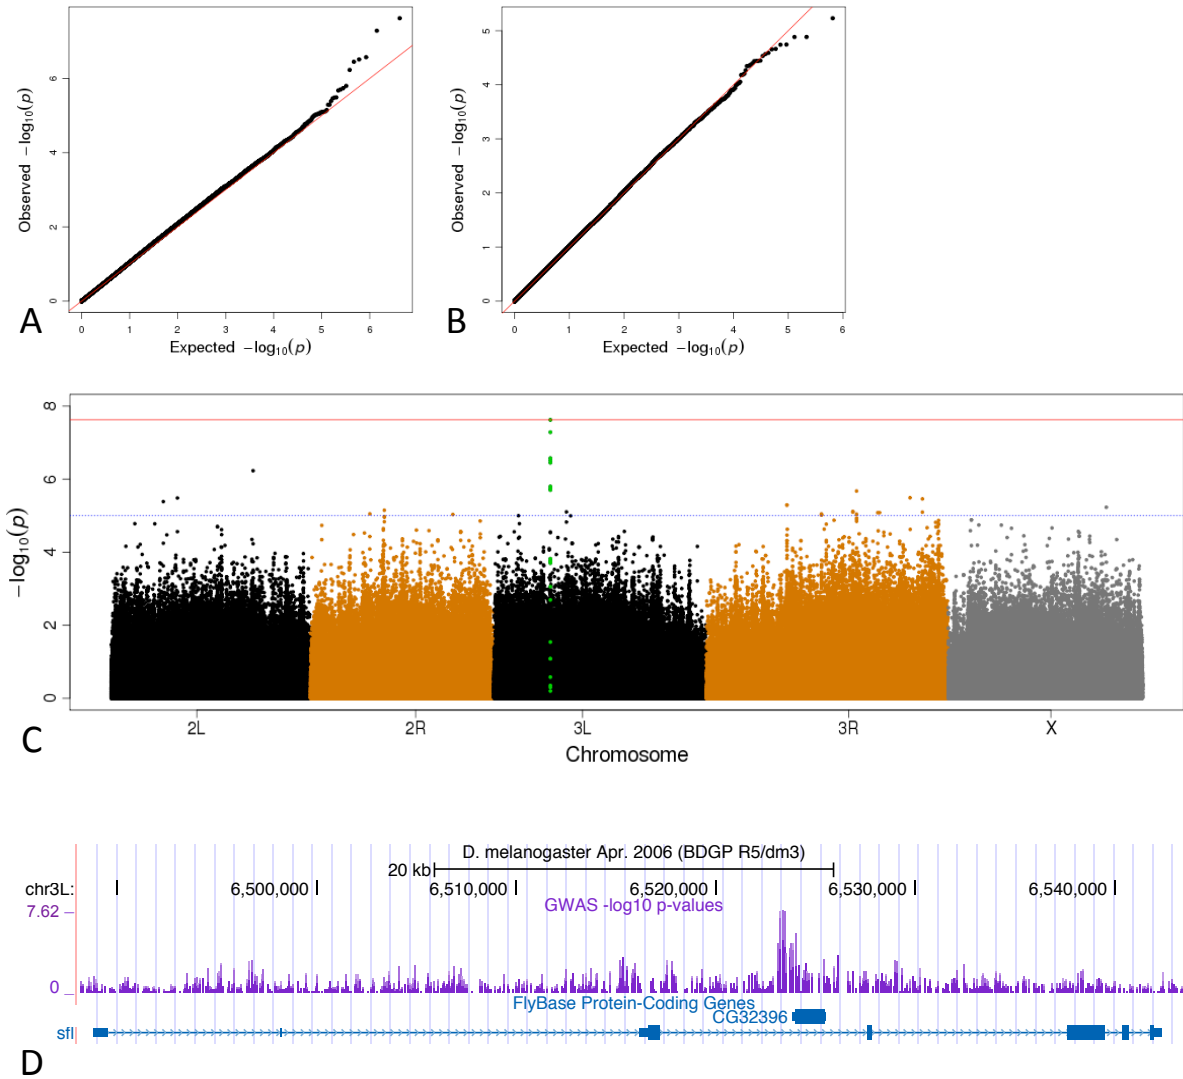 6
4
2
0
Observed −log10(p)
0 1 2 3 4 5 6
Expected −log10(p)
A
5
4
3
2
1
0
Observed −log10(p)
0 1 2 3 4 5 6
Expected −log10(p)
B
8
6
4
2
0
−log10(p)
2L 2R 3L 3R X
Chromosome
C
D. melanogaster Apr. 2006 (BDGP R5/dm3)
20 kb
chr3L: 6,500,000 6,510,000 6,520,000 6,530,000 6,540,000
7.62 GWAS -log10 p-values
0
FlyBase Protein-Coding Genes
CG32396
sfl
D